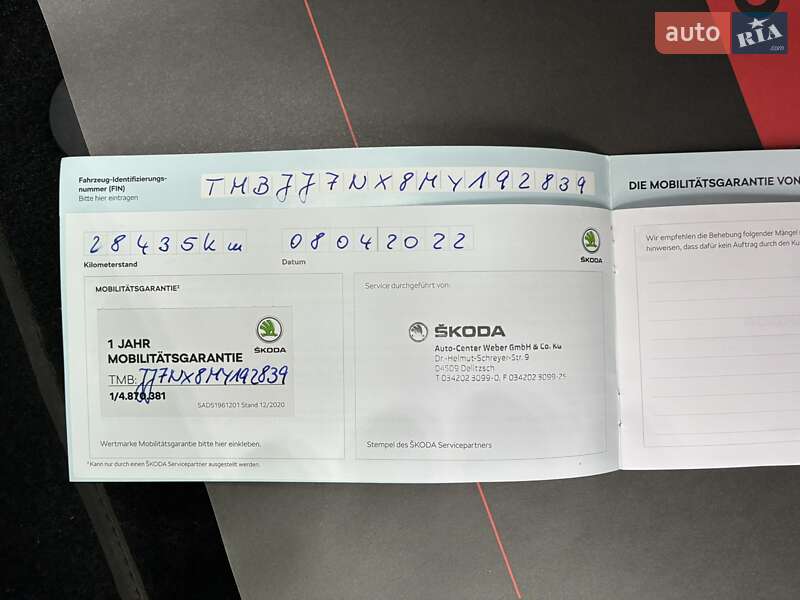 auto RIA .com
Fahrzeug-Identifizierungs-
nummer (FIN)
Bitte hier eintragen
TMBJJ7NX8MY192839
28435km
Kilometerstand
08042022
Datum
ŠKODA
MOBILITÄTSGARANTIE²
1 JAHR
MOBILITÄTSGARANTIE
ŠKODA
TMB: JJ7NX8MY192839
1/4.870.381
SAD51961201 Stand 12/2020
Wertmarke Mobilitätsgarantie bitte hier einkleben.
Kann nur durch einen ŠKODA Servicepartner ausgestellt werden.
Service durchgeführt von:
ŠKODA
Auto-Center Weber GmbH & Co. KG
Dr.-Helmut-Schreyer-Str. 9
04509 Delitzsch
T 034202 3099-0, F 034202 3099-25
Stempel des ŠKODA Servicepartners
DIE MOBILITÄTSGARANTIE VON
Wir empfehlen die Behebung folgender Mängel
hinweisen, dass dafür kein Auftrag durch den